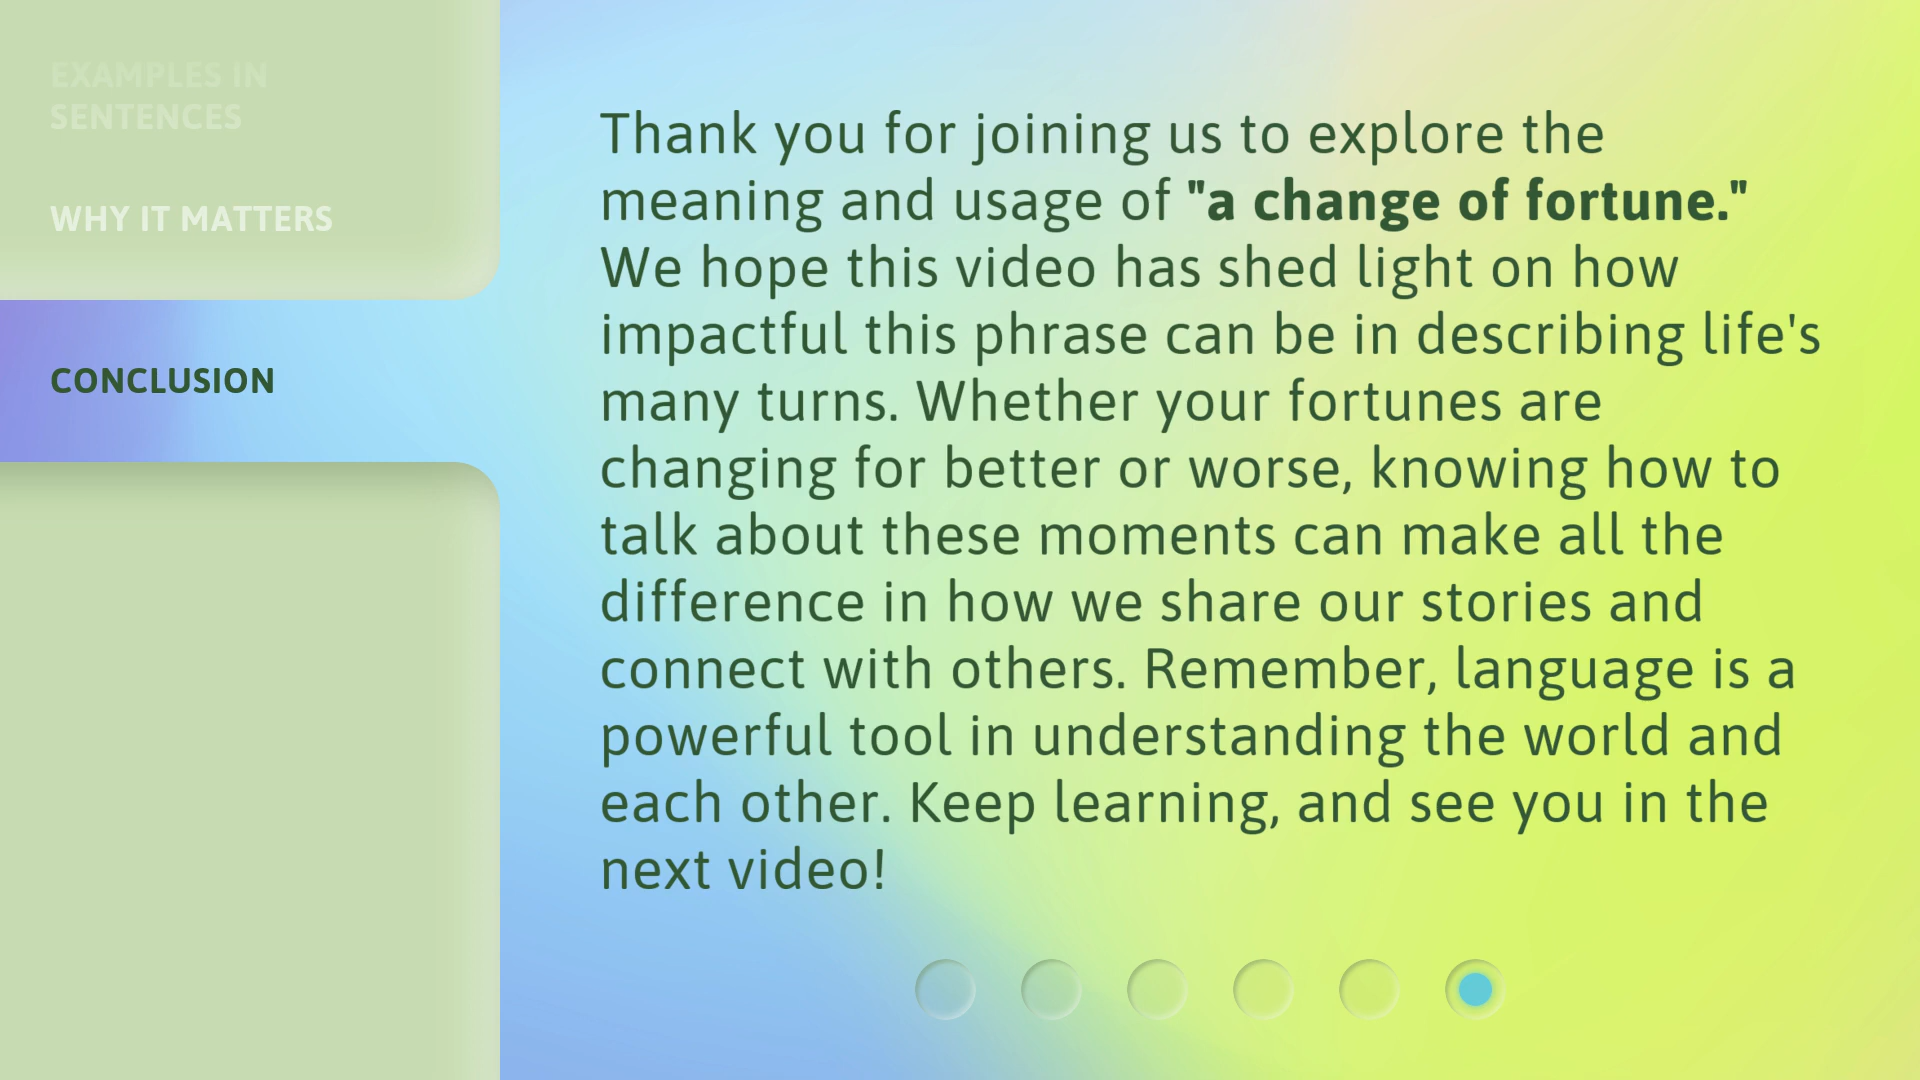 EXAMPLES IN
SENTENCES
WHY IT MATTERS
CONCLUSION
Thank you for joining us to explore the
meaning and usage of "a change of fortune."
We hope this video has shed light on how
impactful this phrase can be in describing life's
many turns. Whether your fortunes are
changing for better or worse, knowing how to
talk about these moments can make all the
difference in how we share our stories and
connect with others. Remember, language is a
powerful tool in understanding the world and
each other. Keep learning, and see you in the
next video!